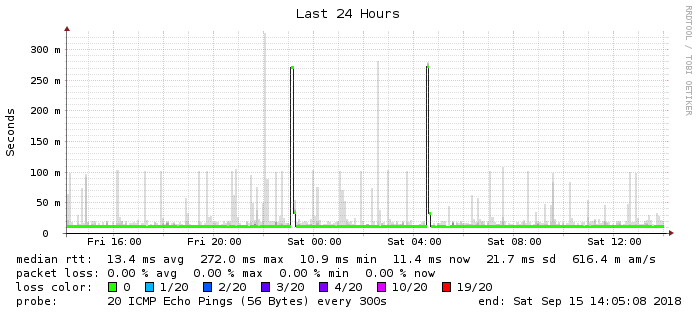 Last 24 Hours
RRDTOOL / TOBI OETIKER
Seconds
300 m
250 m
200 m
150 m
100 m
50 m
0
Fri 16:00 Fri 20:00 Sat 00:00 Sat 04:00 Sat 08:00 Sat 12:00
median rtt: 13.4 ms avg 272.0 ms max 10.9 ms min 11.4 ms now 21.7 ms sd 616.4 m am/s
packet loss: 0.00 % avg 0.00 % max 0.00 % min 0.00 % now
loss color: 0 1/20 2/20 3/20 4/20 10/20 19/20
probe: 20 ICMP Echo Pings (56 Bytes) every 300s end: Sat Sep 15 14:05:08 2018